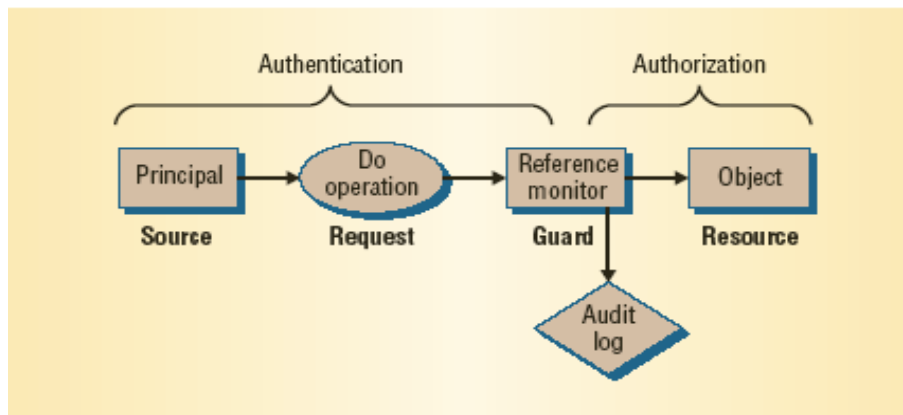 Authentication
Authorization
Principal
Do
operation
Reference
monitor
Object
Source
Request
Guard
Resource
Audit
log